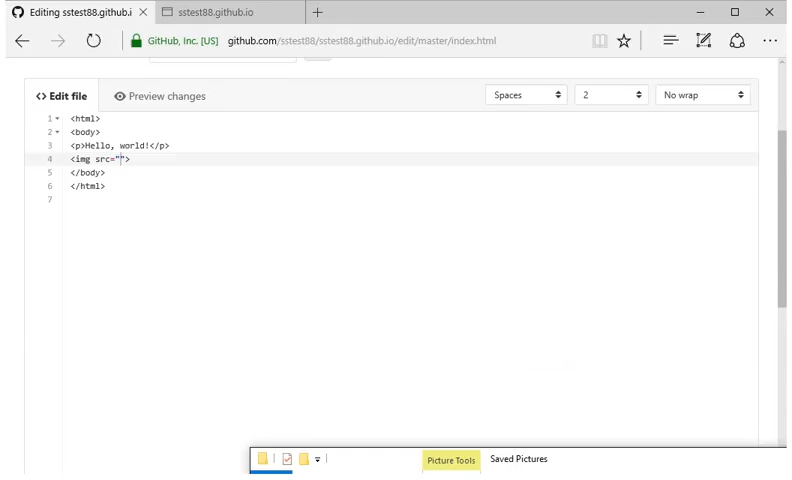 Editing sstest88.github.i
sstest88.github.io
GitHub, Inc. [US] github.com/sstest88/sstest88.github.io/edit/master/index.html
<> Edit file
Preview changes
Spaces
2
No wrap
1 <html>
2 <body>
3 <p>Hello, world!</p>
4 <img src="">
5 </body>
6 </html>
7
Picture Tools
Saved Pictures